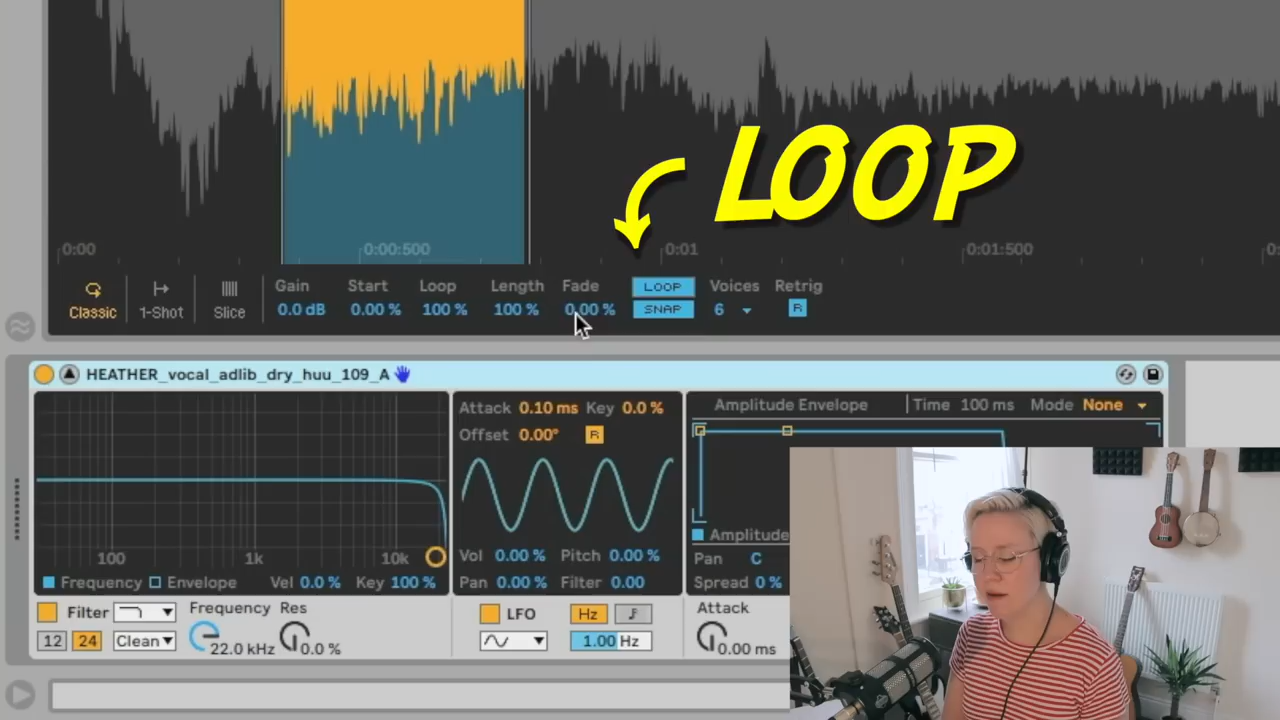 LOOP
0:00
0:00:500
0:01
0:01:500
Classic
1-Shot
Slice
Gain
0.0 dB
Start
0.00 %
Loop
100 %
Length
100 %
Fade
0.00 %
LOOP
SNAP
Voices
6
Retrig
R
HEATHER_vocal_adlib_dry_huu_109_A
100
1k
10k
Frequency
Envelope
Vel 0.0 %
Key 100 %
Filter
12
24
Clean
Frequency
22.0 kHz
Res
0.0 %
Attack 0.10 ms
Key 0.0 %
Offset 0.00°
R
Vol 0.00 %
Pitch 0.00 %
Pan 0.00 %
Filter 0.00
LFO
Hz
1.00 Hz
Amplitude Envelope
Time 100 ms
Mode None
Amplitude
Pan C
Spread 0 %
Attack
0.00 ms